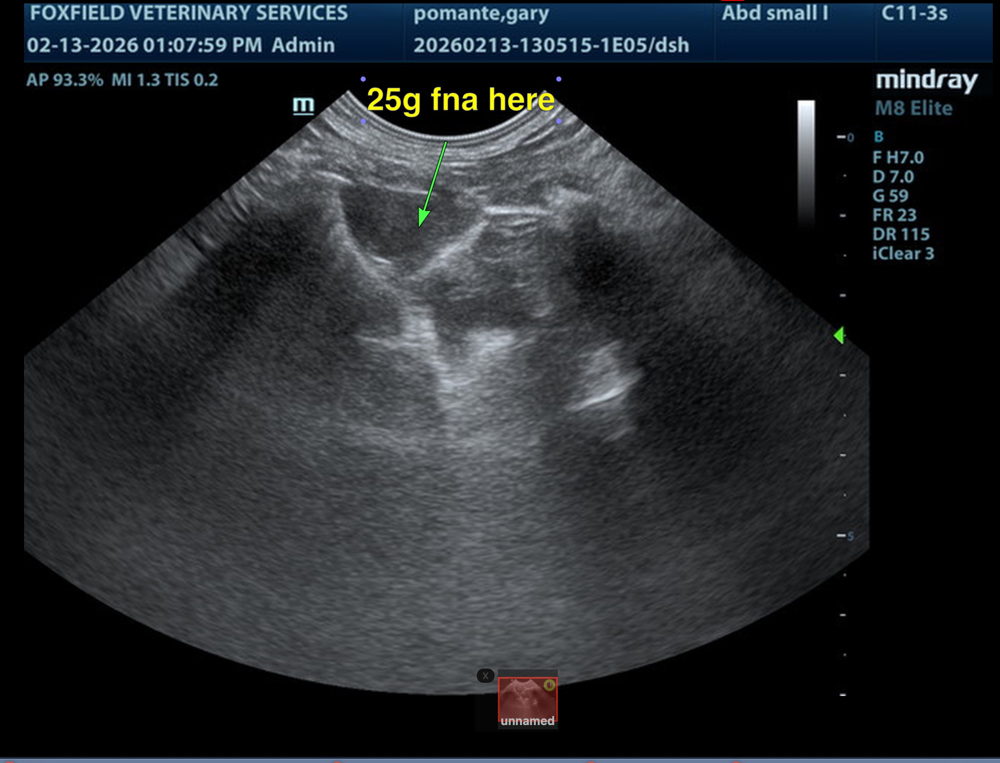 FOXFIELD VETERINARY SERVICES
pomante,gary
Abd small I
C11-3s
02-13-2026 01:07:59 PM Admin
20260213-130515-1E05/dsh
AP 93.3% MI 1.3 TIS 0.2
mindray
m
25g fna here
M8 Elite
0
B
F H7.0
D 7.0
G 59
FR 23
DR 115
iClear 3
5
X
unnamed